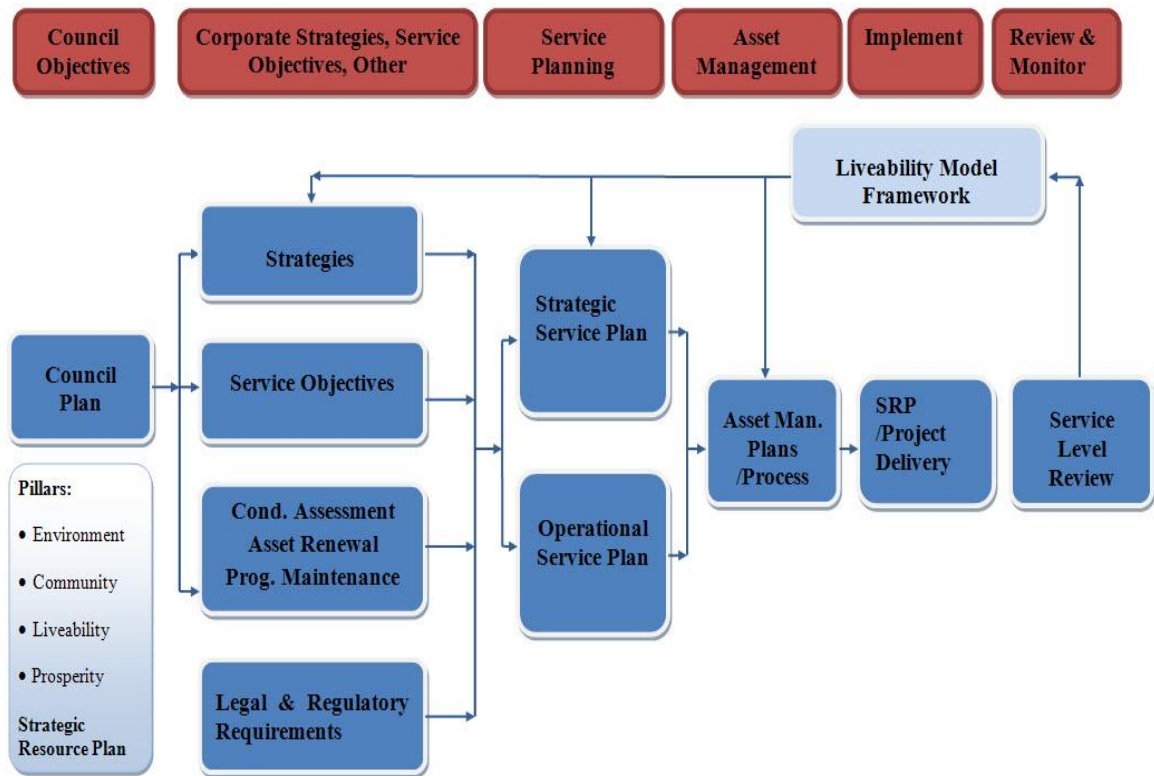 Council
Objectives
Corporate Strategies, Service
Objectives, Other
Service
Planning
Asset
Management
Implement
Review &
Monitor
Liveability Model
Framework
Strategies
Strategic
Service Plan
Council
Plan
Service Objectives
Asset Man.
Plans
/Process
SRP
/Project
Delivery
Service
Level
Review
Pillars:
• Environment
• Community
• Liveability
• Prosperity
Strategic
Resource Plan
Cond. Assessment
Asset Renewal
Prog. Maintenance
Operational
Service Plan
Legal & Regulatory
Requirements